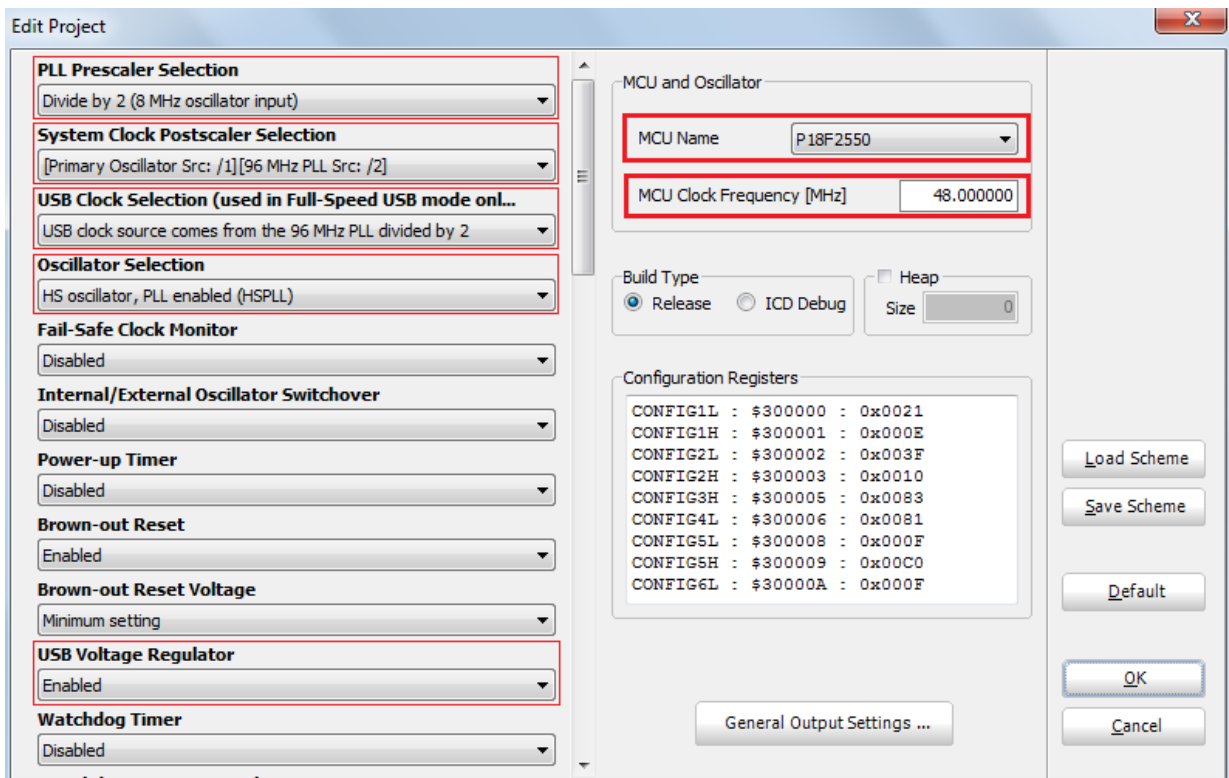 Edit Project
PLL Prescaler Selection
Divide by 2 (8 MHz oscillator input)
System Clock Postscaler Selection
[Primary Oscillator Src: /1][96 MHz PLL Src: /2]
USB Clock Selection (used in Full-Speed USB mode onl...
USB clock source comes from the 96 MHz PLL divided by 2
Oscillator Selection
HS oscillator, PLL enabled (HSPLL)
Fail-Safe Clock Monitor
Disabled
Internal/External Oscillator Switchover
Disabled
Power-up Timer
Disabled
Brown-out Reset
Enabled
Brown-out Reset Voltage
Minimum setting
USB Voltage Regulator
Enabled
Watchdog Timer
Disabled
MCU and Oscillator
MCU Name P18F2550
MCU Clock Frequency [MHz] 48.000000
Build Type
Release ICD Debug
Heap
Size 0
Configuration Registers
CONFIG1L : $300000 : 0x0021
CONFIG1H : $300001 : 0x000E
CONFIG2L : $300002 : 0x003F
CONFIG2H : $300003 : 0x0010
CONFIG3H : $300005 : 0x0083
CONFIG4L : $300006 : 0x0081
CONFIG5L : $300008 : 0x000F
CONFIG5H : $300009 : 0x00C0
CONFIG6L : $30000A : 0x000F
General Output Settings ...
Load Scheme
Save Scheme
Default
OK
Cancel